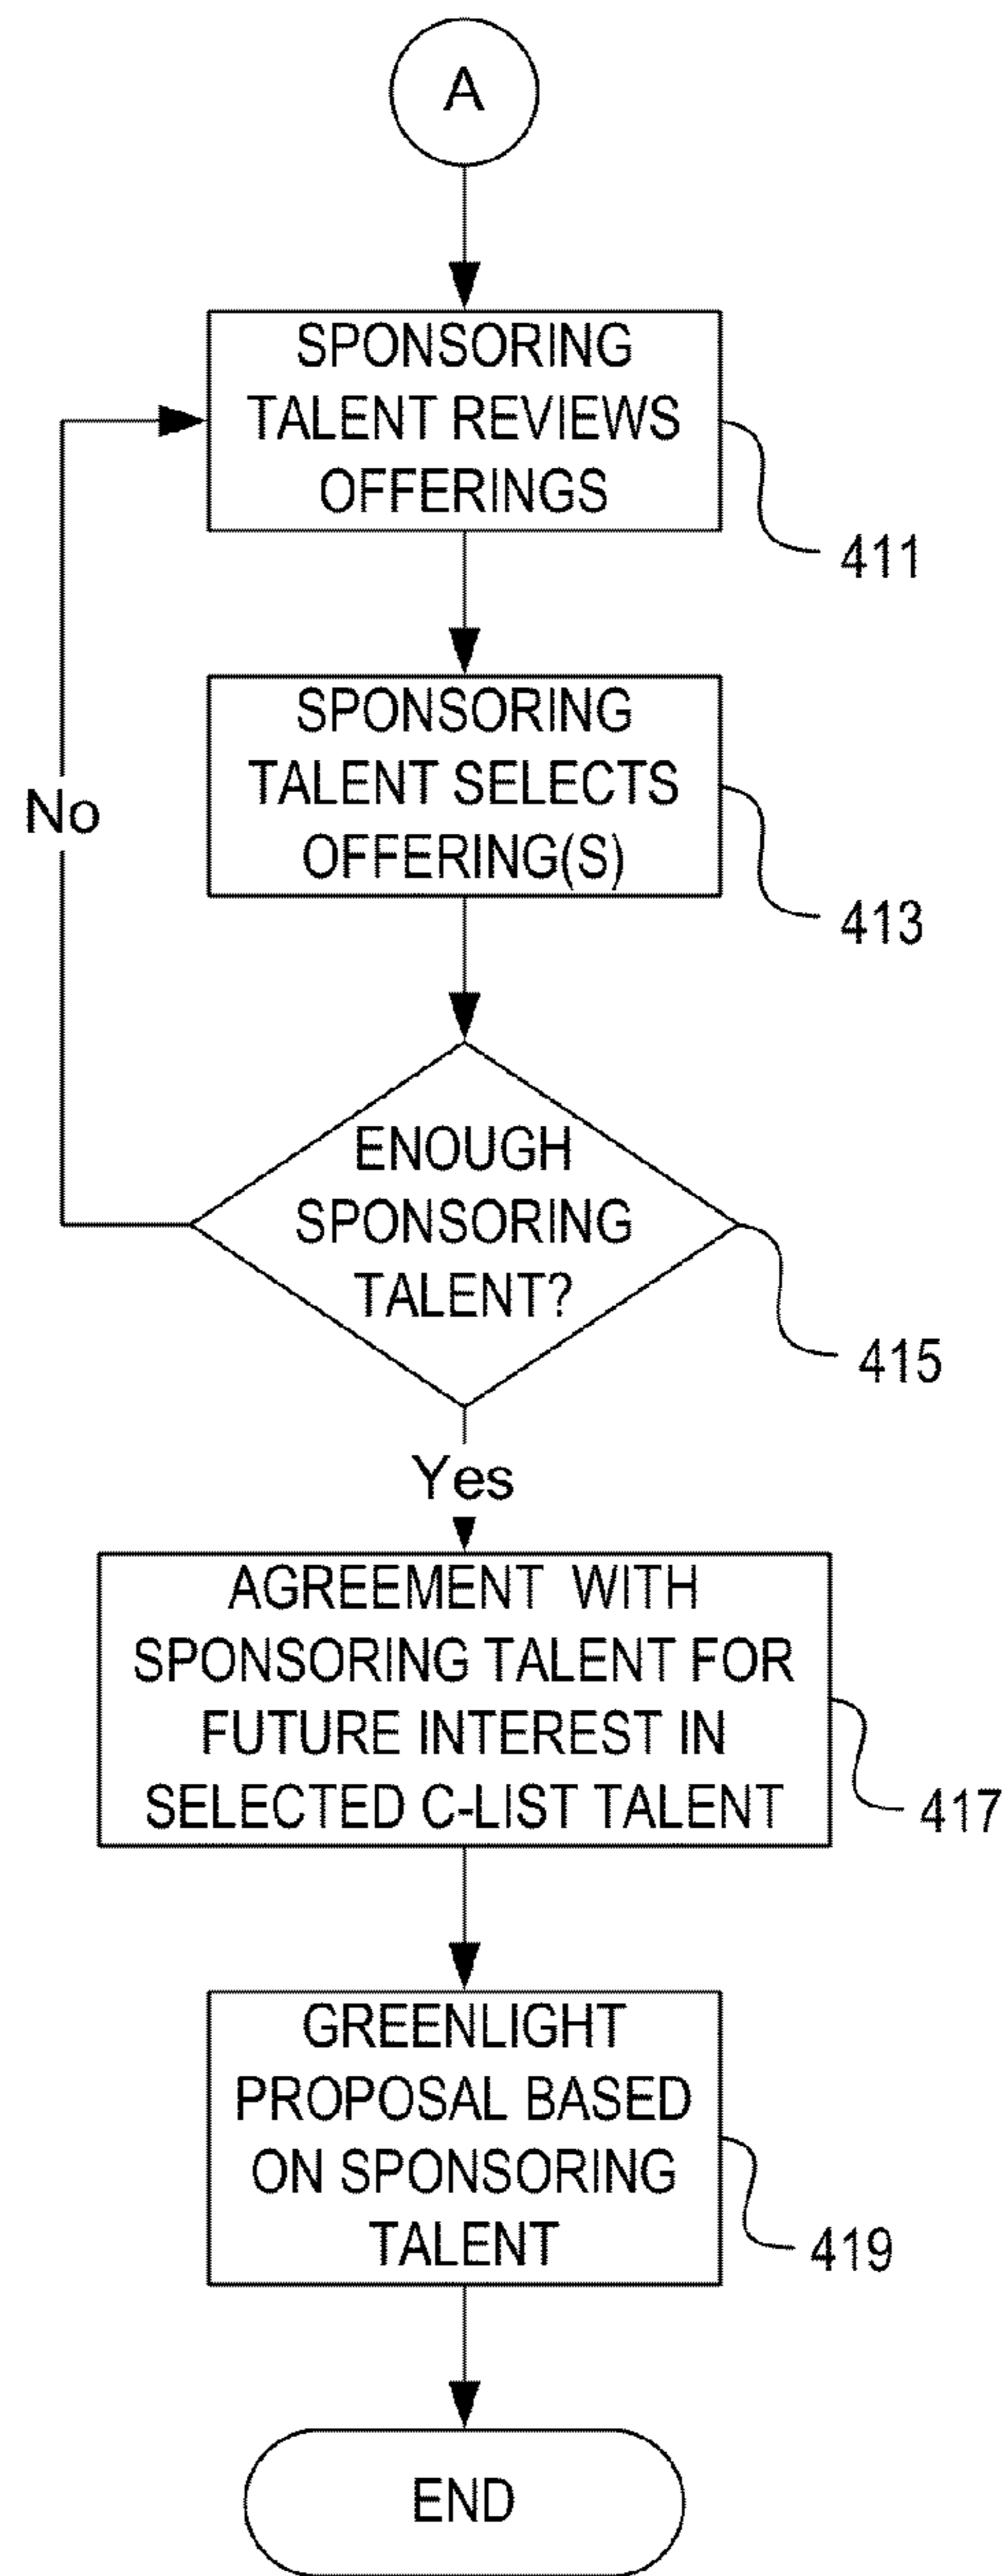 A
SPONSORING
TALENT REVIEWS
OFFERINGS
411
SPONSORING
TALENT SELECTS
OFFERING(S)
413
No
ENOUGH
SPONSORING
TALENT?
415
Yes
AGREEMENT WITH
SPONSORING TALENT FOR
FUTURE INTEREST IN
SELECTED C-LIST TALENT
417
GREENLIGHT
PROPOSAL BASED
ON SPONSORING
TALENT
419
END